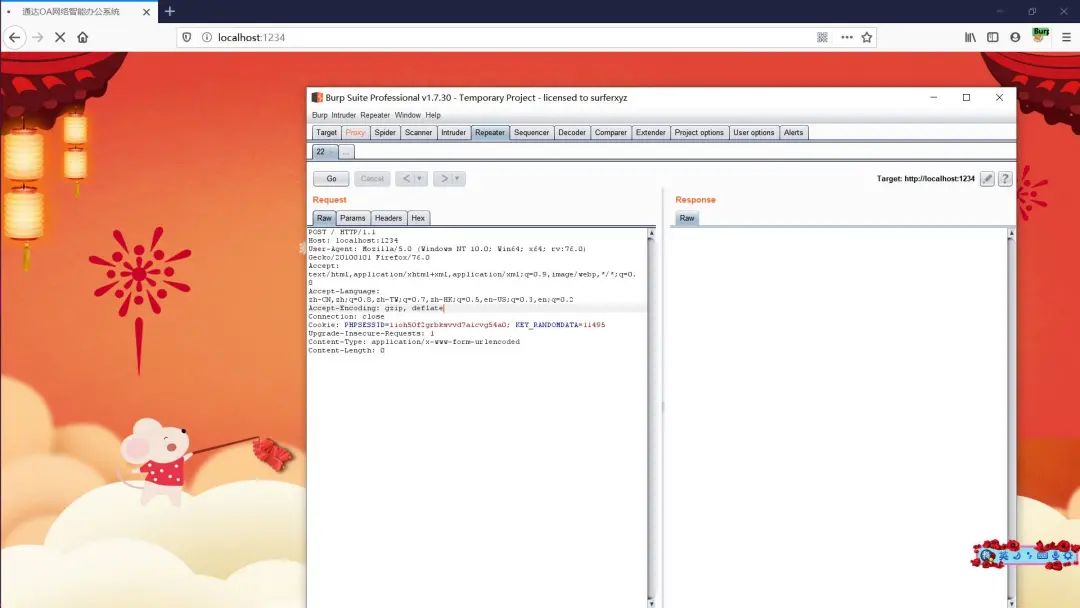 通达OA网络智能办公系统
localhost:1234
Burp Suite Professional v1.7.30 - Temporary Project - licensed to surferxyz
Burp Intruder Repeater Window Help
Target Proxy Spider Scanner Intruder Repeater Sequencer Decoder Comparer Extender Project options User options Alerts
22 ...
Go Cancel < > Target: http://localhost:1234 ?
Request Response
Raw Params Headers Hex Raw
POST / HTTP/1.1
Host: localhost:1234
User-Agent: Mozilla/5.0 (Windows NT 10.0; Win64; x64; rv:76.0)
Gecko/20100101 Firefox/76.0
Accept:
text/html,application/xhtml+xml,application/xml;q=0.9,image/webp,*/*;q=0.
8
Accept-Language:
zh-CN,zh;q=0.8,zh-TW;q=0.7,zh-HK;q=0.5,en-US;q=0.3,en;q=0.2
Accept-Encoding: gzip, deflate
Connection: close
Cookie: KEY_RANDOMDATA=11495
Upgrade-Insecure-Requests: 1
Content-Type: application/x-www-form-urlencoded
Content-Length: 0
英